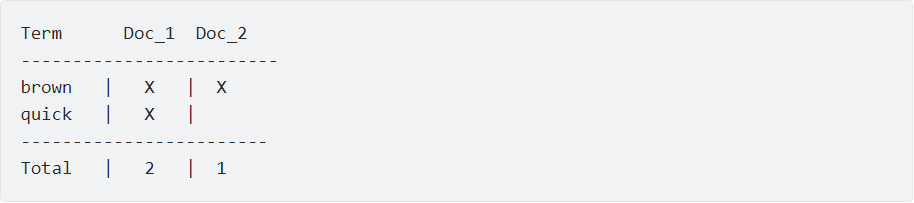 Term      Doc_1  Doc_2
-------------------------
brown   |   X   |  X
quick   |   X   |
------------------------
Total   |   2   |  1